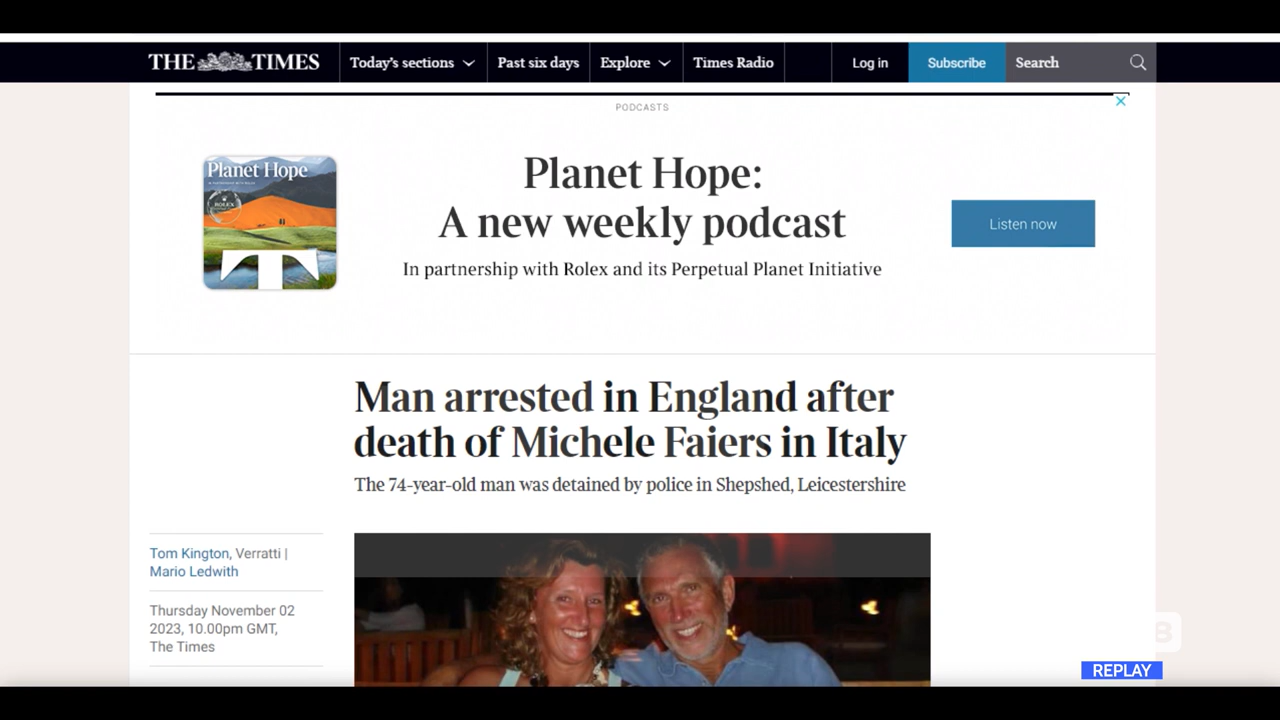 THE TIMES
Today's sections
Past six days
Explore
Times Radio
Log in
Subscribe
Search
PODCASTS
Planet Hope
ROLEX
Planet Hope:
A new weekly podcast
Listen now
In partnership with Rolex and its Perpetual Planet Initiative
Man arrested in England after
death of Michele Faiers in Italy
The 74-year-old man was detained by police in Shepshed, Leicestershire
Tom Kington, Verratti |
Mario Ledwith
Thursday November 02
2023, 10.00pm GMT,
The Times
8
REPLAY